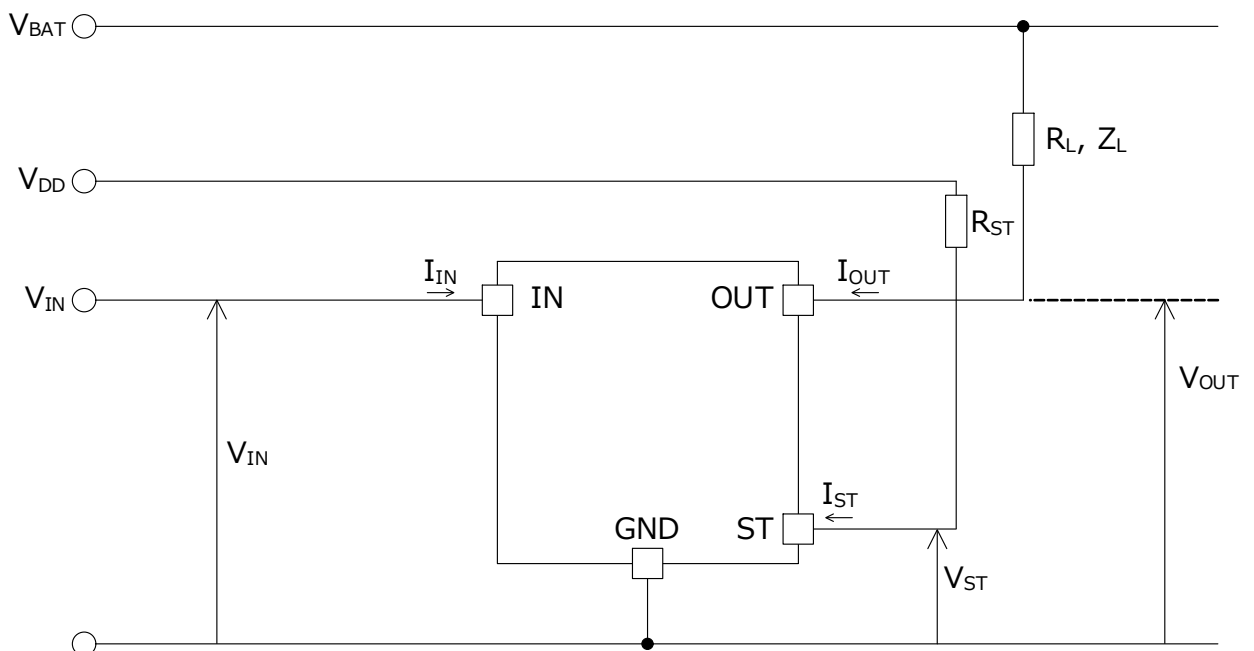 VBAT
RL, ZL
VDD
RST
IIN
IOUT
VIN
IN
OUT
VOUT
VIN
IST
GND
ST
VST